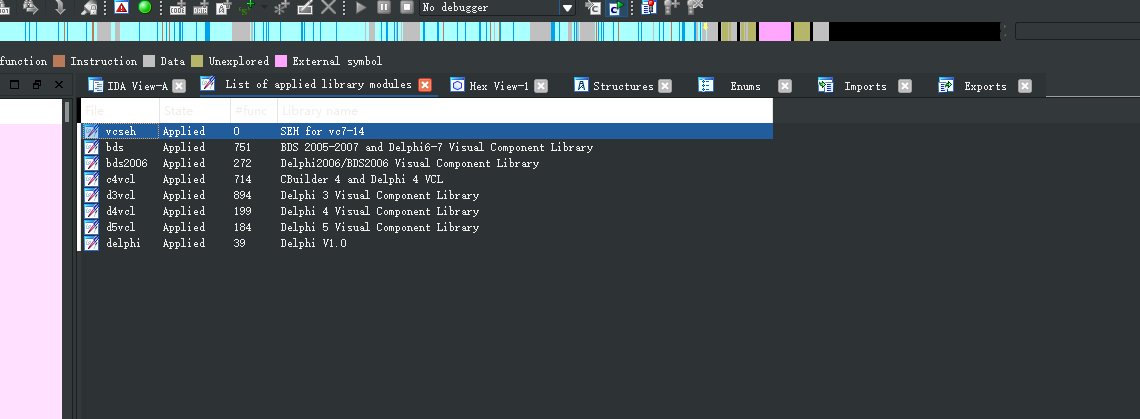 No debugger
function Instruction Data Unexplored External symbol
IDA View-A List of applied library modules Hex View-1 Structures Enums Imports Exports
File State #func Library name
vcseh Applied 0 SEH for vc7-14
bds Applied 751 BDS 2005-2007 and Delphi6-7 Visual Component Library
bds2006 Applied 272 Delphi2006/BDS2006 Visual Component Library
c4vcl Applied 714 CBuilder 4 and Delphi 4 VCL
d3vcl Applied 894 Delphi 3 Visual Component Library
d4vcl Applied 199 Delphi 4 Visual Component Library
d5vcl Applied 184 Delphi 5 Visual Component Library
delphi Applied 39 Delphi V1.0